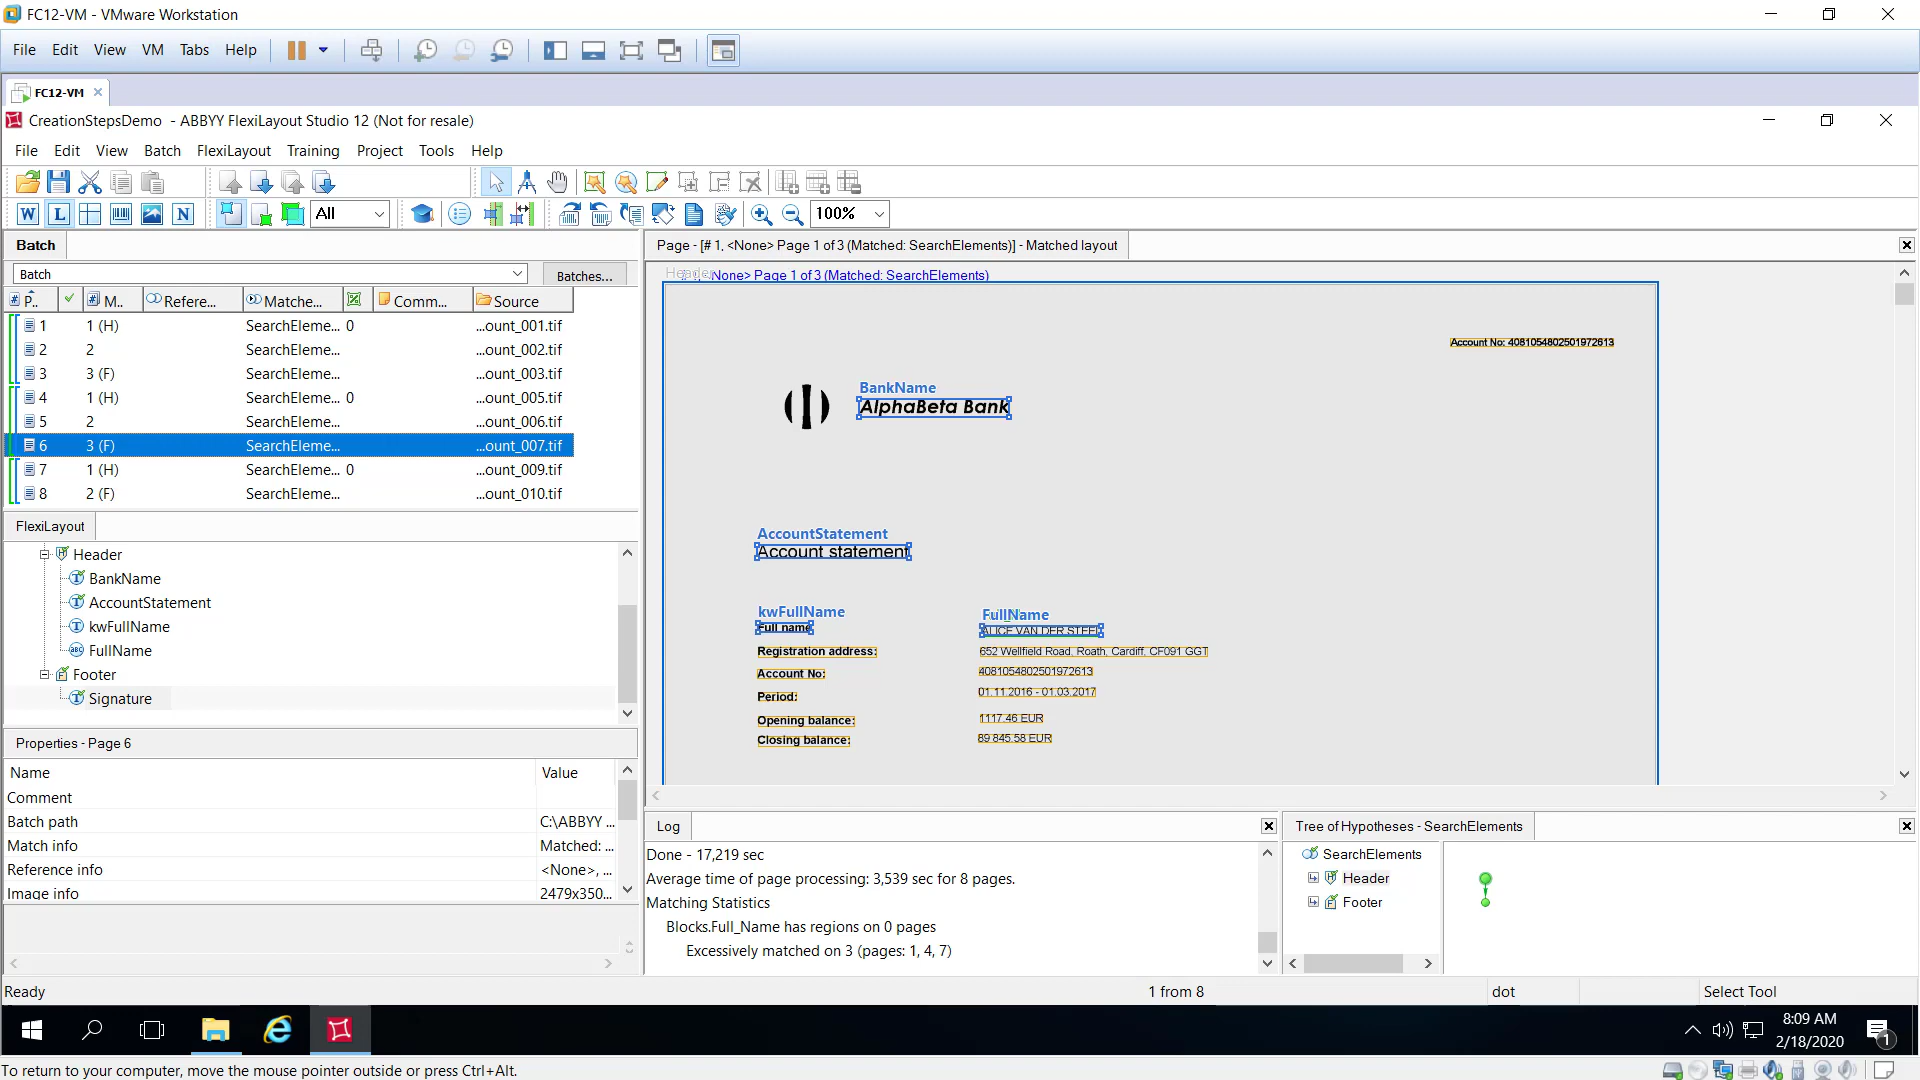 FC12-VM - VMware Workstation
File Edit View VM Tabs Help
FC12-VM
CreationStepsDemo - ABBYY FlexiLayout Studio 12 (Not for resale)
File Edit View Batch FlexiLayout Training Project Tools Help
W L N All 100%
Batch
Batch Batches...
# P.. M.. Refere... Matche... Comm... Source
1 1 (H) SearchEleme... 0 ...ount_001.tif
2 2 SearchEleme... ...ount_002.tif
3 3 (F) SearchEleme... ...ount_003.tif
4 1 (H) SearchEleme... 0 ...ount_005.tif
5 2 SearchEleme... ...ount_006.tif
6 3 (F) SearchEleme... ...ount_007.tif
7 1 (H) SearchEleme... 0 ...ount_009.tif
8 2 (F) SearchEleme... ...ount_010.tif
FlexiLayout
Header
BankName
AccountStatement
kwFullName
FullName
Footer
Signature
Properties - Page 6
Name Value
Comment
Batch path C:\ABBYY ...
Match info Matched: ...
Reference info <None>, ...
Image info 2479x350...
Page - [# 1, <None> Page 1 of 3 (Matched: SearchElements)] - Matched layout
Header None> Page 1 of 3 (Matched: SearchElements)
Account No: 4081054802501972613
BankName
AlphaBeta Bank
AccountStatement
Account statement
kwFullName FullName
Full name ALICE VAN DER STEEL
Registration address: 652 Wellfield Road, Roath, Cardiff, CF091 GGT
Account No: 4081054802501972613
Period: 01.11.2016 - 01.03.2017
Opening balance: 1117.46 EUR
Closing balance: 89 845.58 EUR
Log
Done - 17,219 sec
Average time of page processing: 3,539 sec for 8 pages.
Matching Statistics
Blocks.Full_Name has regions on 0 pages
Excessively matched on 3 (pages: 1, 4, 7)
Tree of Hypotheses - SearchElements
SearchElements
Header
Footer
Ready 1 from 8 dot Select Tool
8:09 AM
2/18/2020
1
To return to your computer, move the mouse pointer outside or press Ctrl+Alt.